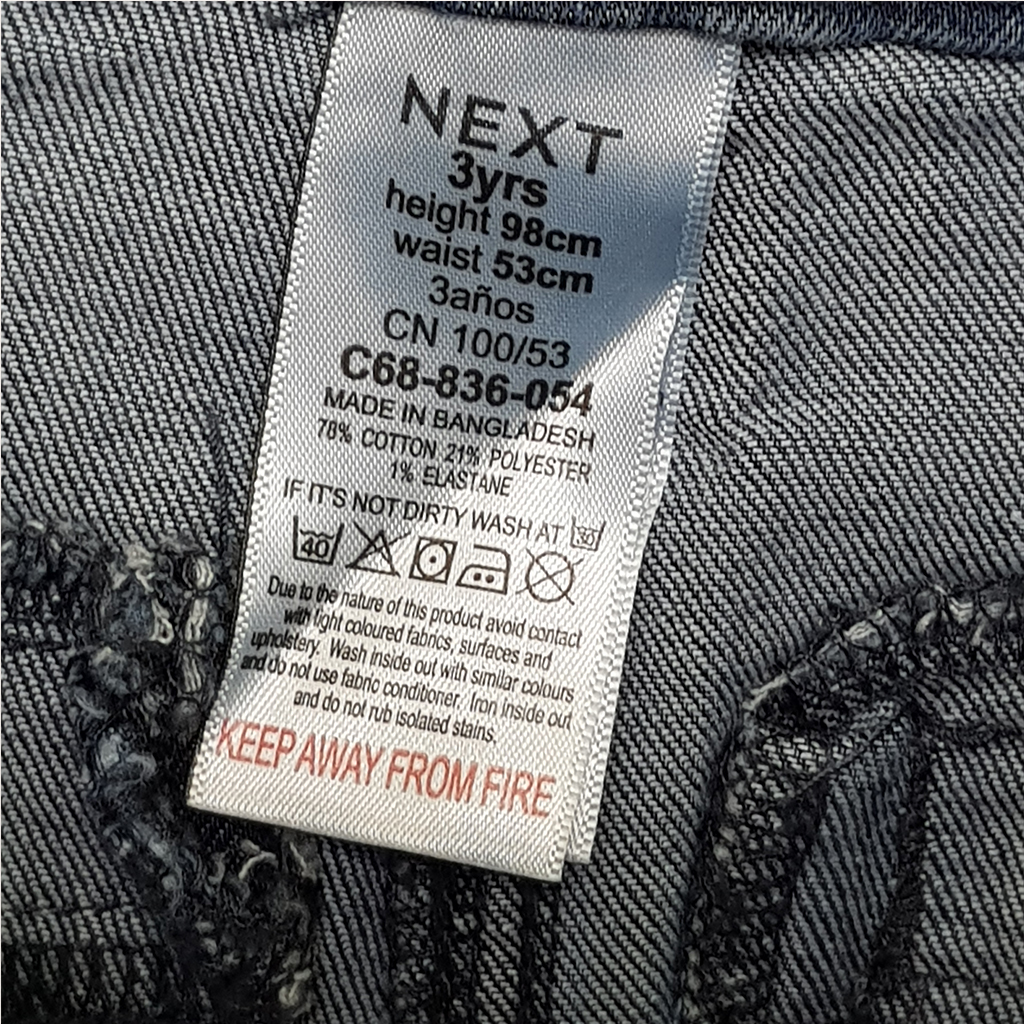 NEXT
3yrs
height 98cm
waist 53cm
3años
CN 100/53
C68-836-054
MADE IN BANGLADESH
78% COTTON 21% POLYESTER
1% ELASTANE
IF IT'S NOT DIRTY WASH AT 30
40
Due to the nature of this product avoid contact
with light coloured fabrics, surfaces and
upholstery. Wash inside out with similar colours
and do not use fabric conditioner. Iron inside out
and do not rub isolated stains.
KEEP AWAY FROM FIRE